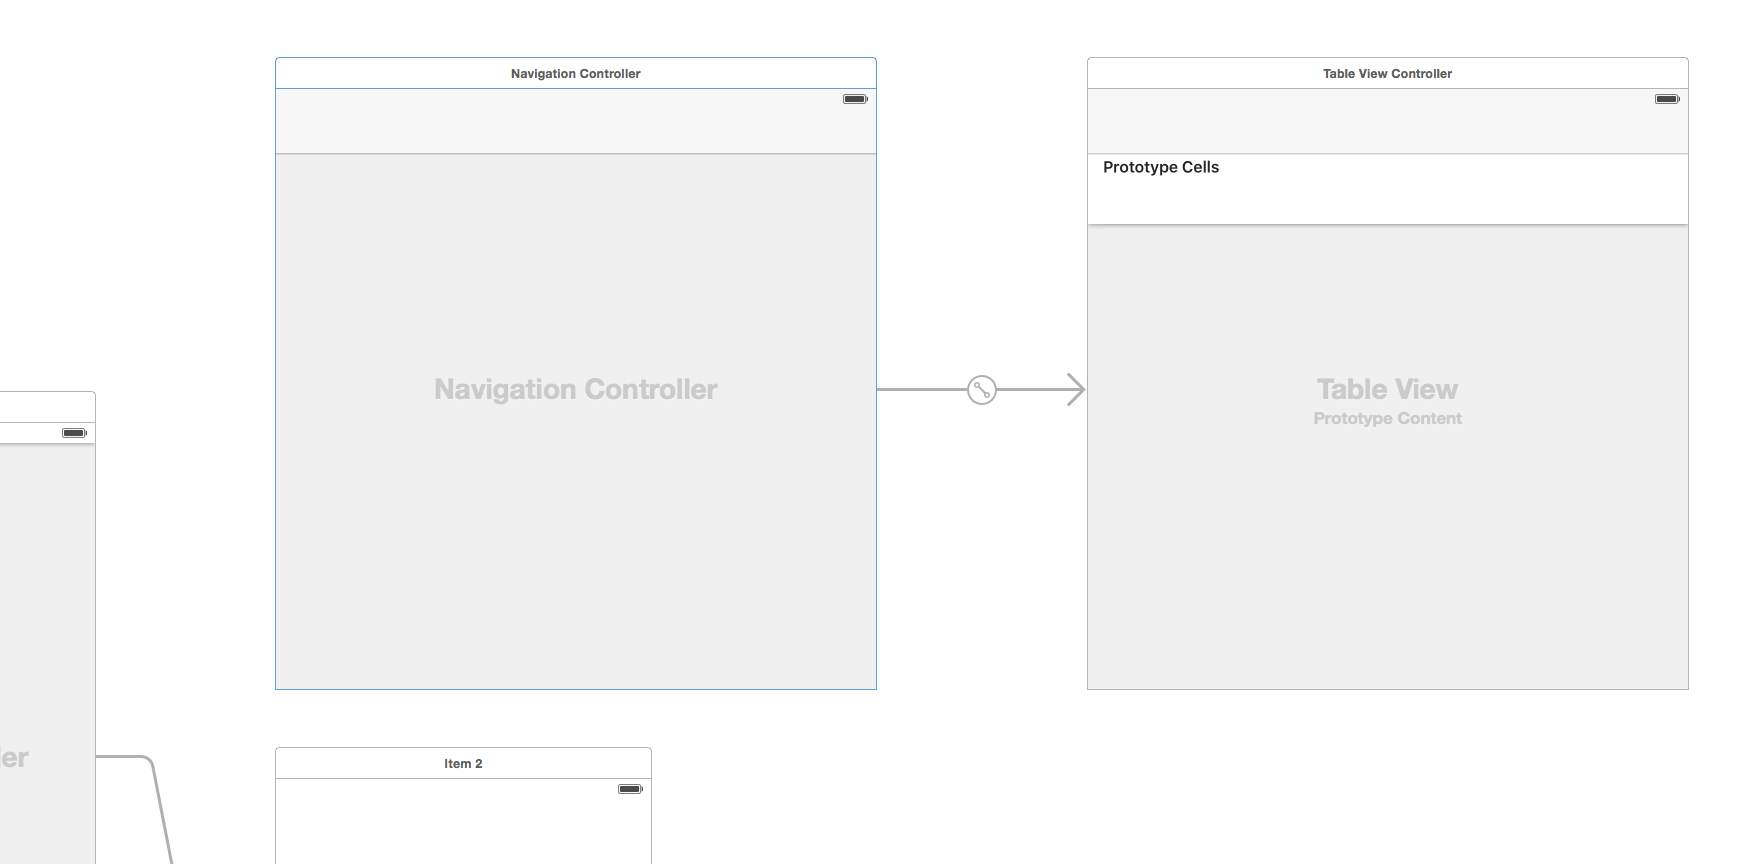 Navigation Controller
Table View Controller
Prototype Cells
Navigation Controller
Table View
Prototype Content
er
Item 2